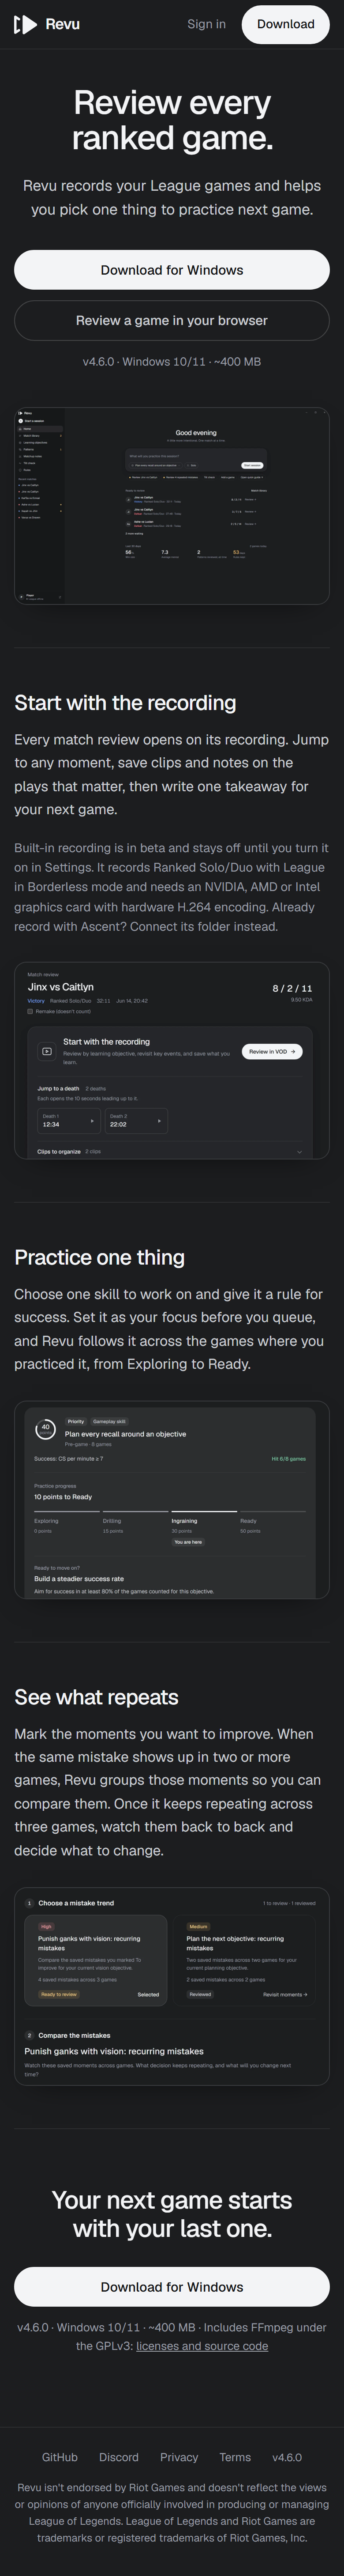 Revu
Sign in
Download
Review every
ranked game.
Revu records your League games and helps
you pick one thing to practice next game.
Download for Windows
Review a game in your browser
v4.6.0 · Windows 10/11 · ~400 MB
Revu
Start a session
Home
Match library
Learning objectives
Patterns
Matchup notes
Tilt check
Good evening
What will you practice this session?
Start session
Start with the recording
Every match review opens on its recording. Jump
to any moment, save clips and notes on the
plays that matter, then write one takeaway for
your next game.
Built-in recording is in beta and stays off until you turn it
on in Settings. It records Ranked Solo/Duo with League
in Borderless mode and needs an NVIDIA, AMD or Intel
graphics card with hardware H.264 encoding. Already
record with Ascent? Connect its folder instead.
Match review
Jinx vs Caitlyn
8 / 2 / 11
Victory Ranked Solo/Duo 32:11 Jun 14, 20:42
9.50 KDA
Remake (doesn't count)
Start with the recording
Review by learning objective, revisit key events, and save what you
learn.
Review in VOD →
Jump to a death 2 deaths
Each opens the 10 seconds leading up to it.
Death 1
12:34
Death 2
22:02
Clips to organize 2 clips
Practice one thing
Choose one skill to work on and give it a rule for
success. Set it as your focus before you queue,
and Revu follows it across the games where you
practiced it, from Exploring to Ready.
40
Priority Gameplay skill
Plan every recall around an objective
Pre-game · 6 games
Success: CS per minute ≥ 7
Hit 6/6 games
Practice progress
10 points to Ready
Exploring Drilling Ingraining Ready
0 points 15 points 30 points 50 points
You are here
Ready to move on?
Build a steadier success rate
Aim for success in at least 80% of the games counted for this objective.
See what repeats
Mark the moments you want to improve. When
the same mistake shows up in two or more
games, Revu groups those moments so you can
compare them. Once it keeps repeating across
three games, watch them back to back and
decide what to change.
1 Choose a mistake trend
1 to review · 1 reviewed
High
Punish ganks with vision: recurring
mistakes
Compare the saved mistakes you marked To
improve for your current vision objective.
4 saved mistakes across 3 games
Ready to review
Selected
Medium
Plan the next objective: recurring
mistakes
Two saved mistakes across two games for your
current planning objective.
2 saved mistakes across 2 games
Reviewed
Revisit moments →
2 Compare the mistakes
Punish ganks with vision: recurring mistakes
Watch these saved moments across games. What decision keeps repeating, and what will you change next
time?
Your next game starts
with your last one.
Download for Windows
v4.6.0 · Windows 10/11 · ~400 MB · Includes FFmpeg under
the GPLv3: licenses and source code
GitHub Discord Privacy Terms v4.6.0
Revu isn't endorsed by Riot Games and doesn't reflect the views
or opinions of anyone officially involved in producing or managing
League of Legends. League of Legends and Riot Games are
trademarks or registered trademarks of Riot Games, Inc.